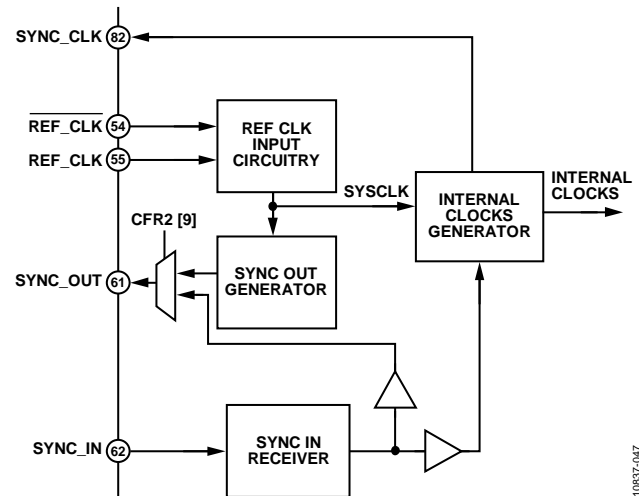 SYNC_CLK 82
REF_CLK 54
REF_CLK 55
REF CLK
INPUT
CIRCUITRY
SYSCLK
INTERNAL
CLOCKS
GENERATOR
INTERNAL
CLOCKS
CFR2 [9]
SYNC_OUT 61
SYNC OUT
GENERATOR
SYNC_IN 62
SYNC IN
RECEIVER
10837-047